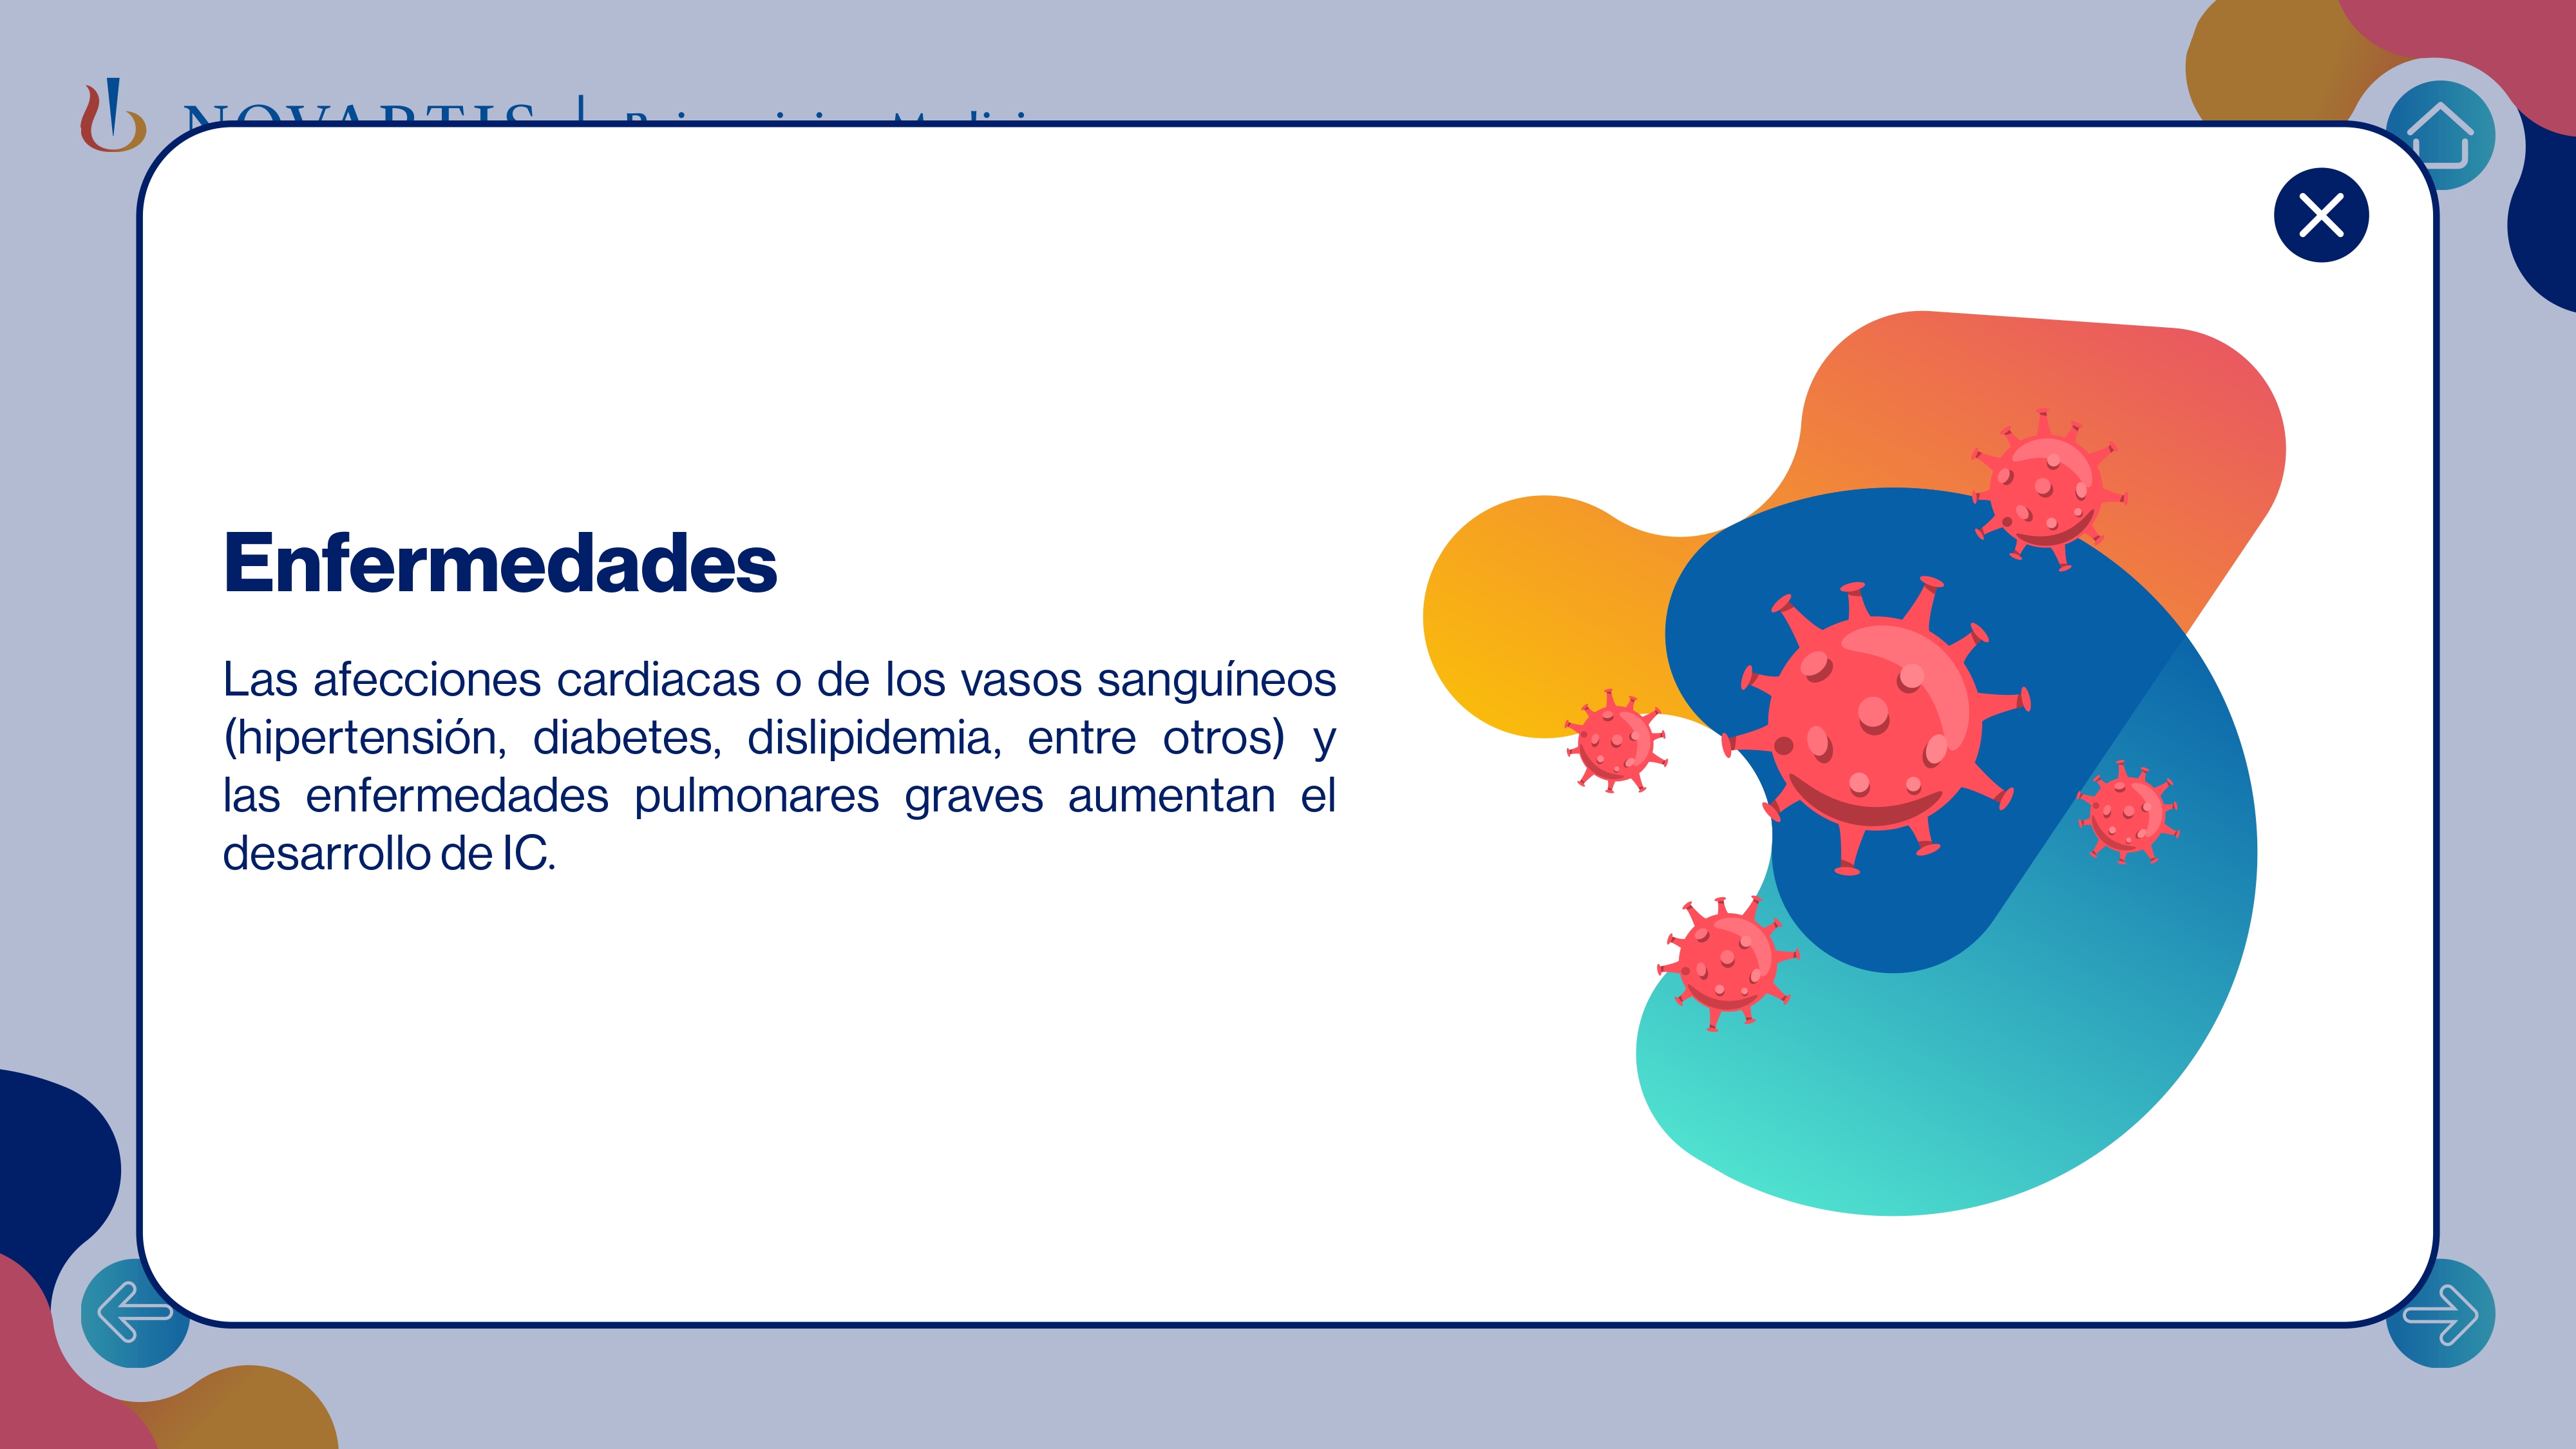 NOVARTIS
Enfermedades
Las afecciones cardiacas o de los vasos sanguíneos
(hipertensión, diabetes, dislipidemia, entre otros) y
las enfermedades pulmonares graves aumentan el
desarrollo de IC.